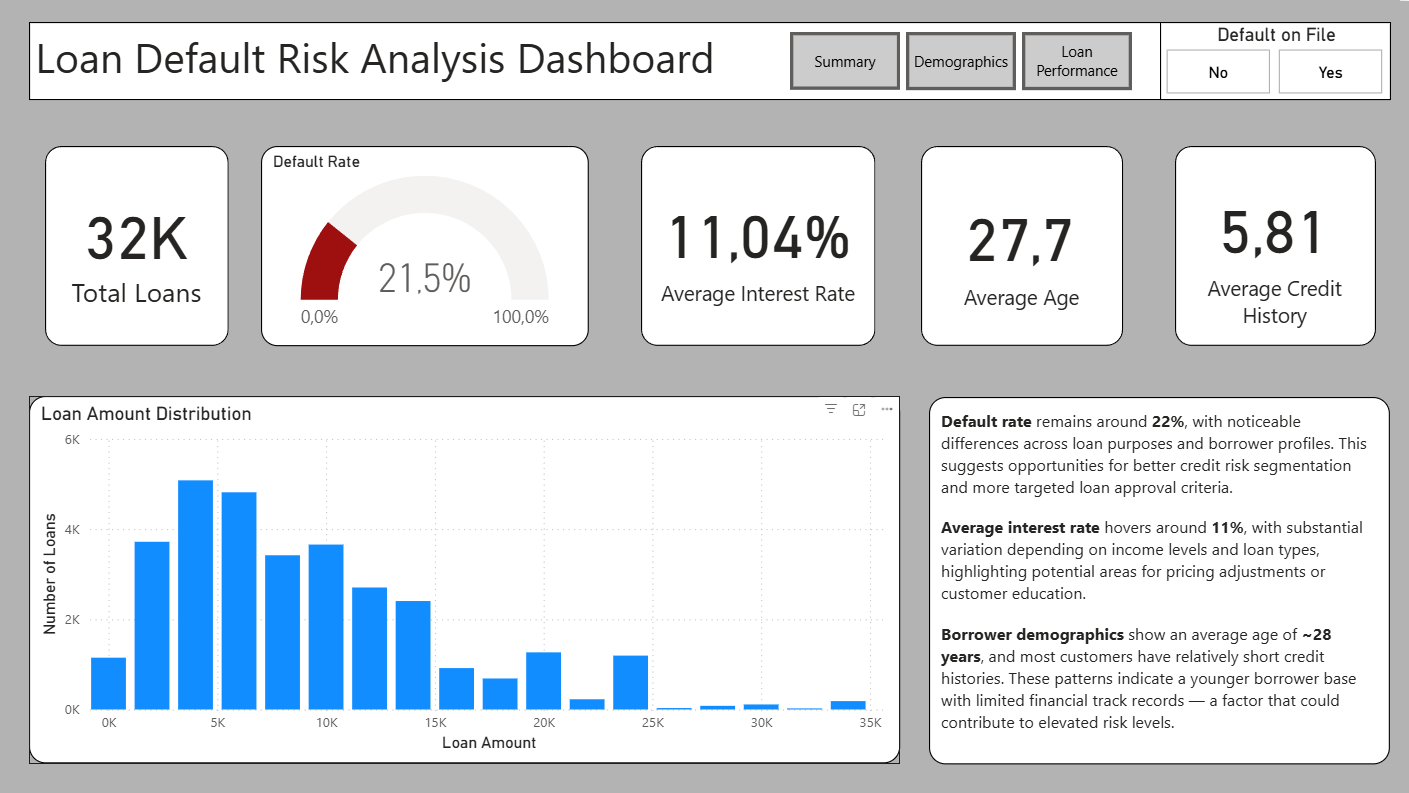 Loan Default Risk Analysis Dashboard
Summary
Demographics
Loan
Performance
Default on File
No
Yes
32K
Total Loans
Default Rate
21,5%
0,0%
100,0%
11,04%
Average Interest Rate
27,7
Average Age
5,81
Average Credit
History
Loan Amount Distribution
Number of Loans
6K
4K
2K
0K
0K 5K 10K 15K 20K 25K 30K 35K
Loan Amount
Default rate remains around 22%, with noticeable
differences across loan purposes and borrower profiles. This
suggests opportunities for better credit risk segmentation
and more targeted loan approval criteria.
Average interest rate hovers around 11%, with substantial
variation depending on income levels and loan types,
highlighting potential areas for pricing adjustments or
customer education.
Borrower demographics show an average age of ~28
years, and most customers have relatively short credit
histories. These patterns indicate a younger borrower base
with limited financial track records — a factor that could
contribute to elevated risk levels.